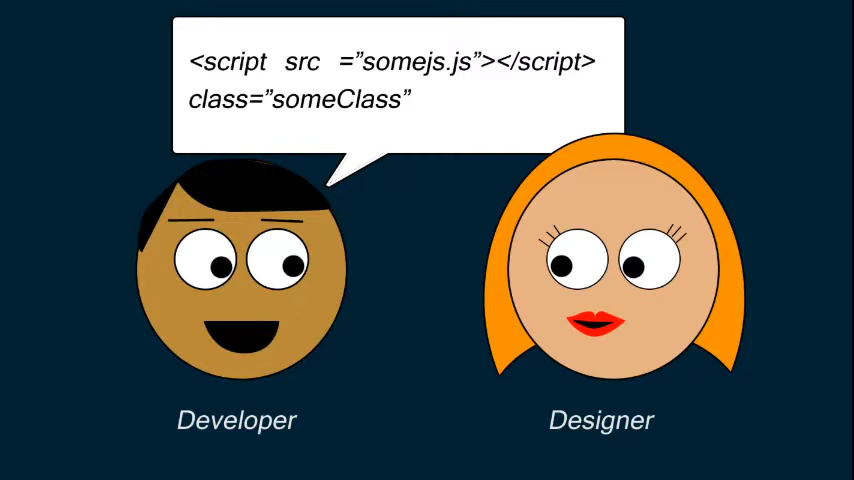 <script src =”somejs.js”></script>
class=”someClass”
Developer
Designer